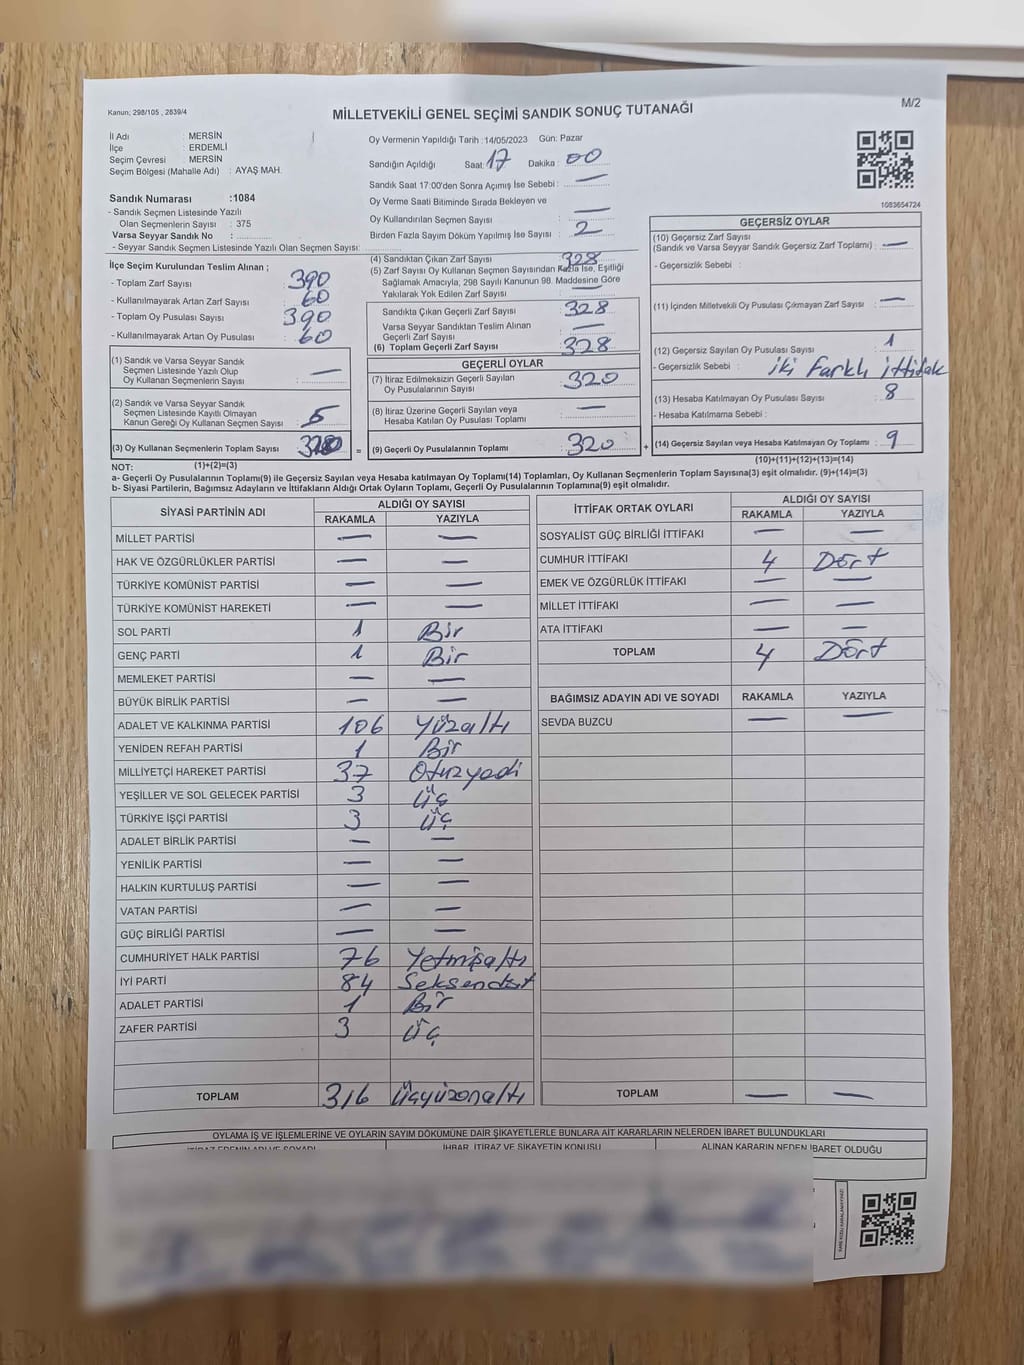 Kanun; 298/105 , 2839/4
MİLLETVEKİLİ GENEL SEÇİMİ SANDIK SONUÇ TUTANAĞI
M/2
İl Adı : MERSİN
İlçe : ERDEMLİ
Seçim Çevresi : MERSİN
Seçim Bölgesi (Mahalle Adı) : AYAŞ MAH.
Sandık Numarası :1084
- Sandık Seçmen Listesinde Yazılı
Olan Seçmenlerin Sayısı : 375
Varsa Seyyar Sandık No :
- Seyyar Sandık Seçmen Listesinde Yazılı Olan Seçmen Sayısı:
Oy Vermenin Yapıldığı Tarih : 14/05/2023 Gün: Pazar
Sandığın Açıldığı Saat: 17 Dakika : 00
Sandık Saat 17:00'den Sonra Açımış İse Sebebi : —
Oy Verme Saati Bitiminde Sırada Bekleyen ve
Oy Kullandırılan Seçmen Sayısı : —
Birden Fazla Sayım Döküm Yapılmış İse Sayısı : 2
1083654724
İlçe Seçim Kurulundan Teslim Alınan ;
- Toplam Zarf Sayısı : 390
- Kullanılmayarak Artan Zarf Sayısı : 60
- Toplam Oy Pusulası Sayısı : 390
- Kullanılmayarak Artan Oy Pusulası : 60
(1) Sandık ve Varsa Seyyar Sandık
Seçmen Listesinde Yazılı Olup
Oy Kullanan Seçmenlerin Sayısı : —
(2) Sandık ve Varsa Seyyar Sandık
Seçmen Listesinde Kayıtlı Olmayan
Kanun Gereği Oy Kullanan Seçmen Sayısı : 5
(3) Oy Kullanan Seçmenlerin Toplam Sayısı :
(4) Sandıktan Çıkan Zarf Sayısı : 328
(5) Zarf Sayısı Oy Kullanan Seçmen Sayısından Fazla İse, Eşitliği
Sağlamak Amacıyla, 298 Sayılı Kanunun 98. Maddesine Göre
Yakılarak Yok Edilen Zarf Sayısı : —
Sandıkta Çıkan Geçerli Zarf Sayısı : 328
Varsa Seyyar Sandıktan Teslim Alınan
Geçerli Zarf Sayısı : —
(6) Toplam Geçerli Zarf Sayısı : 328
GEÇERLİ OYLAR
(7) İtiraz Edilmeksizin Geçerli Sayılan
Oy Pusulalarının Sayısı : 320
(8) İtiraz Üzerine Geçerli Sayılan veya
Hesaba Katılan Oy Pusulası Toplamı : —
= (9) Geçerli Oy Pusulalarının Toplamı : 320 +
GEÇERSİZ OYLAR
(10) Geçersiz Zarf Sayısı
(Sandık ve Varsa Seyyar Sandık Geçersiz Zarf Toplamı) : —
- Geçersizlik Sebebi :
(11) İçinden Milletvekili Oy Pusulası Çıkmayan Zarf Sayısı : —
(12) Geçersiz Sayılan Oy Pusulası Sayısı : 1
- Geçersizlik Sebebi : iki farklı ittifak
(13) Hesaba Katılmayan Oy Pusulası Sayısı : 8
- Hesaba Katılmama Sebebi :
(14) Geçersiz Sayılan veya Hesaba Katılmayan Oy Toplamı : 9
(10)+(11)+(12)+(13)=(14)
NOT: (1)+(2)=(3)
a- Geçerli Oy Pusulalarının Toplamı(9) ile Geçersiz Sayılan veya Hesaba katılmayan Oy Toplamı(14) Toplamları, Oy Kullanan Seçmenlerin Toplam Sayısına(3) eşit olmalıdır. (9)+(14)=(3)
b- Siyasi Partilerin, Bağımsız Adayların ve İttifakların Aldığı Ortak Oyların Toplamı, Geçerli Oy Pusulalarının Toplamına(9) eşit olmalıdır.
SİYASİ PARTİNİN ADI ALDIĞI OY SAYISI
RAKAMLA YAZIYLA
MİLLET PARTİSİ — —
HAK VE ÖZGÜRLÜKLER PARTİSİ — —
TÜRKİYE KOMÜNİST PARTİSİ — —
TÜRKİYE KOMÜNİST HAREKETİ — —
SOL PARTİ 1 Bir
GENÇ PARTİ 1 Bir
MEMLEKET PARTİSİ — —
BÜYÜK BİRLİK PARTİSİ — —
ADALET VE KALKINMA PARTİSİ 106 Yüzaltı
YENİDEN REFAH PARTİSİ 1 Bir
MİLLİYETÇİ HAREKET PARTİSİ 37 Otuzyedi
YEŞİLLER VE SOL GELECEK PARTİSİ 3 Üç
TÜRKİYE İŞÇİ PARTİSİ 3 Üç
ADALET BİRLİK PARTİSİ — —
YENİLİK PARTİSİ — —
HALKIN KURTULUŞ PARTİSİ — —
VATAN PARTİSİ — —
GÜÇ BİRLİĞİ PARTİSİ — —
CUMHURİYET HALK PARTİSİ 76 Yetmişaltı
İYİ PARTİ 84 Seksendört
ADALET PARTİSİ 1 Bir
ZAFER PARTİSİ 3 Üç
TOPLAM 316 Üçyüzonaltı
İTTİFAK ORTAK OYLARI ALDIĞI OY SAYISI
RAKAMLA YAZIYLA
SOSYALİST GÜÇ BİRLİĞİ İTTİFAKI — —
CUMHUR İTTİFAKI 4 Dört
EMEK VE ÖZGÜRLÜK İTTİFAKI — —
MİLLET İTTİFAKI — —
ATA İTTİFAKI — —
TOPLAM 4 Dört
BAĞIMSIZ ADAYIN ADI VE SOYADI RAKAMLA YAZIYLA
SEVDA BUZCU — —
TOPLAM — —
OYLAMA İŞ VE İŞLEMLERİNE VE OYLARIN SAYIM DÖKÜMÜNE DAİR ŞİKAYETLERLE BUNLARA AİT KARARLARIN NELERDEN İBARET BULUNDUKLARI
İHBAR, İTİRAZ VE ŞİKAYETİN KONUSU ALINAN KARARIN NEDEN İBARET OLDUĞU